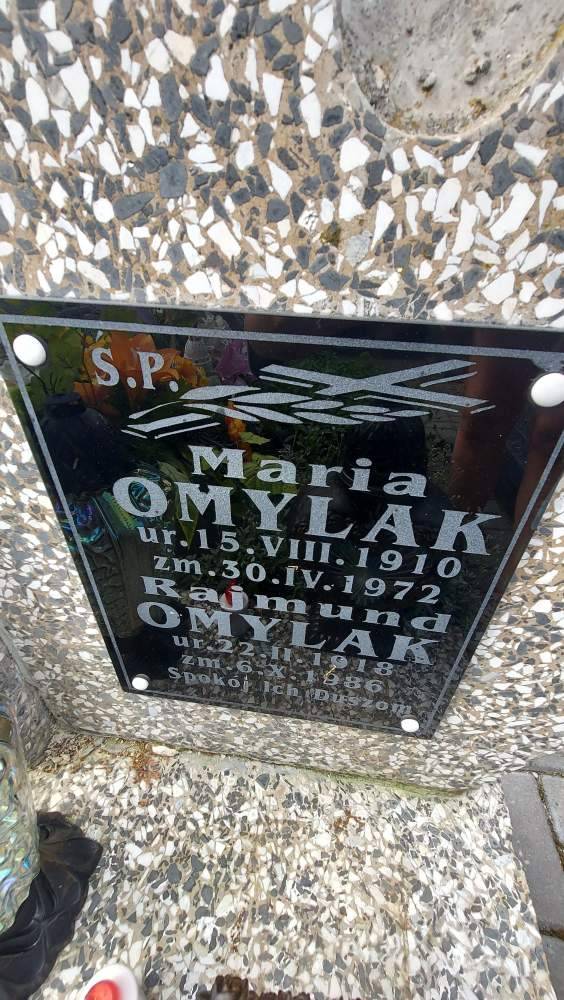 S.P.
Maria
OMYLAK
ur.15.VIII.1910
zm.30.IV.1972
Rajmund
OMYLAK
ur.22.II.1918
zm.6.X.1986
Spokój Ich Duszom